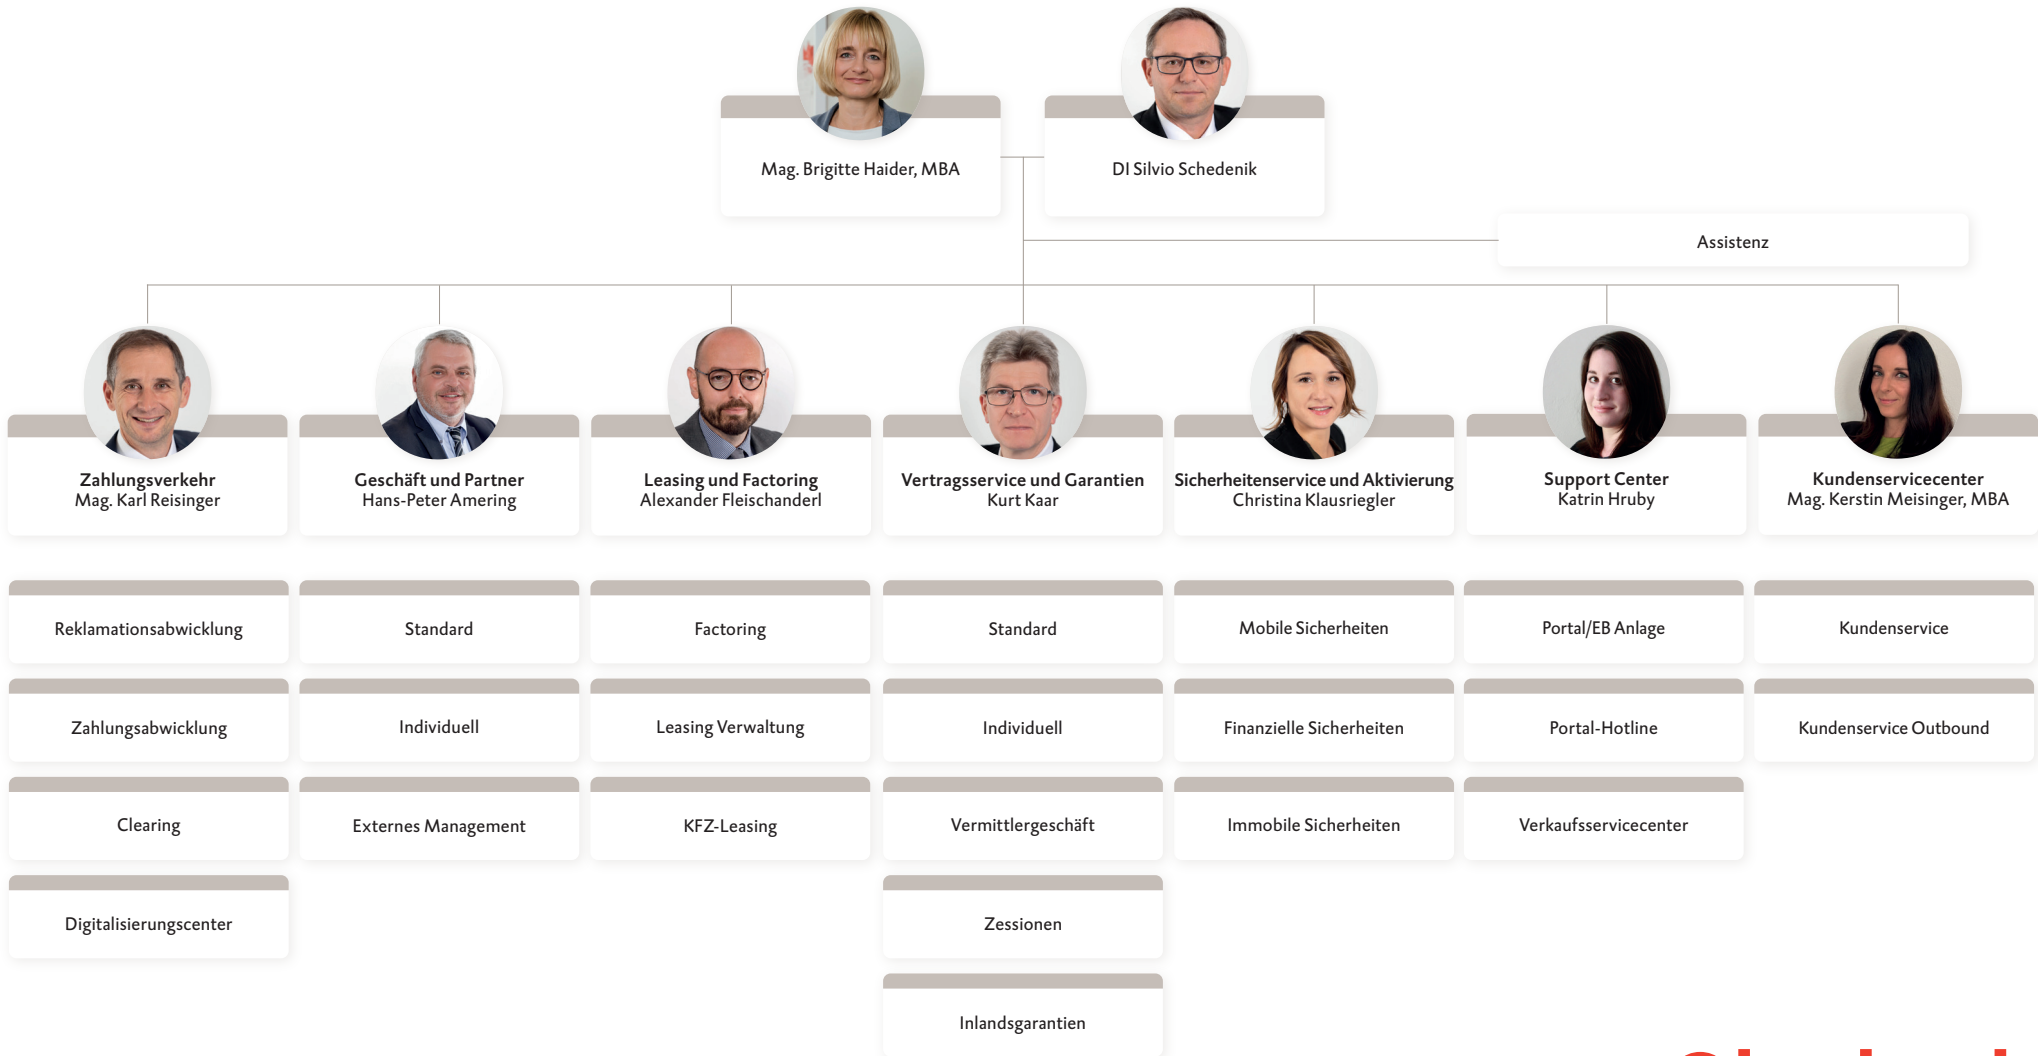 Mag. Brigitte Haider, MBA
DI Silvio Schedenik
Assistenz
Zahlungsverkehr
Mag. Karl Reisinger
Geschäft und Partner
Hans-Peter Amering
Leasing und Factoring
Alexander Fleischanderl
Vertragsservice und Garantien
Kurt Kaar
Sicherheitenservice und Aktivierung
Christina Klausriegler
Support Center
Katrin Hruby
Kundenservicecenter
Mag. Kerstin Meisinger, MBA
Reklamationsabwicklung
Standard
Factoring
Standard
Mobile Sicherheiten
Portal/EB Anlage
Kundenservice
Zahlungsabwicklung
Individuell
Leasing Verwaltung
Individuell
Finanzielle Sicherheiten
Portal-Hotline
Kundenservice Outbound
Clearing
Externes Management
KFZ-Leasing
Vermittlergeschäft
Immobile Sicherheiten
Verkaufsservicecenter
Digitalisierungscenter
Zessionen
Inlandsgarantien